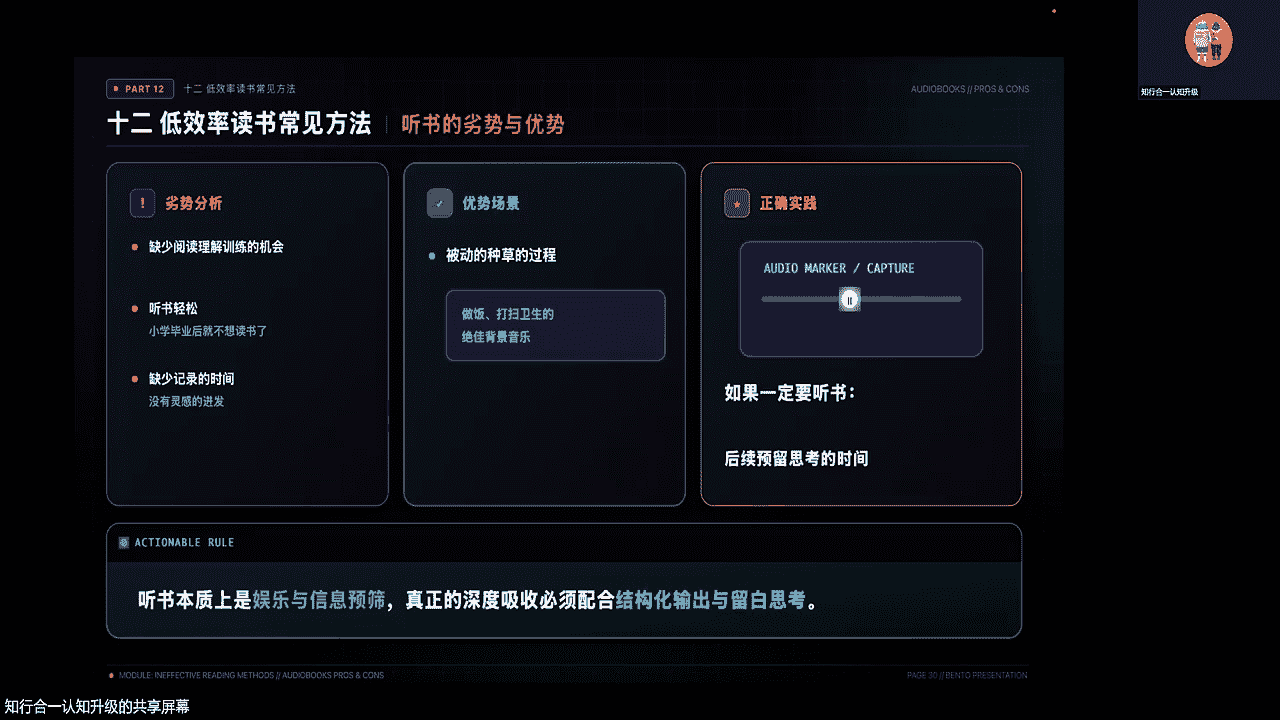 知行合一认知升级
PART 12
十二 低效率读书常见方法
AUDIOBOOKS // PROS & CONS
十二 低效率读书常见方法
听书的劣势与优势
! 劣势分析
缺少阅读理解训练的机会
听书轻松
小学毕业后就不想读书了
缺少记录的时间
没有灵感的迸发
✓ 优势场景
被动的种草的过程
做饭、打扫卫生的
绝佳背景音乐
★ 正确实践
AUDIO MARKER / CAPTURE
如果一定要听书：
后续预留思考的时间
ACTIONABLE RULE
听书本质上是娱乐与信息预筛，真正的深度吸收必须配合结构化输出与留白思考。
MODULE: INEFFECTIVE READING METHODS // AUDIOBOOKS PROS & CONS
PAGE 30 // BENTO PRESENTATION
知行合一认知升级的共享屏幕